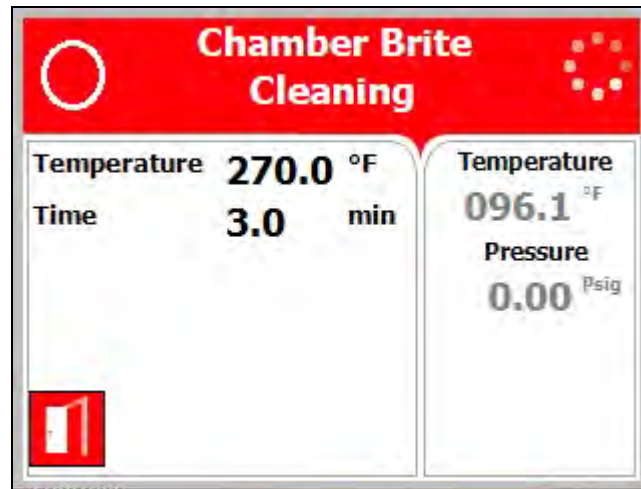 Chamber Brite
Cleaning
Temperature 270.0 °F
Time 3.0 min
Temperature
096.1 °F
Pressure
0.00 Psig